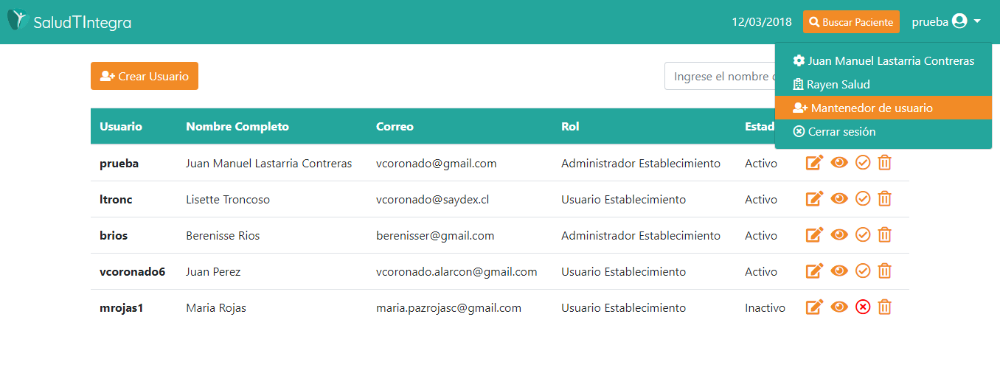 SaludTIntegra 12/03/2018 Buscar Paciente prueba
Juan Manuel Lastarria Contreras
Rayen Salud
Mantenedor de usuario
Cerrar sesión
Crear Usuario Ingrese el nombre
Usuario Nombre Completo Correo Rol Estad
prueba Juan Manuel Lastarria Contreras vcoronado@gmail.com Administrador Establecimiento Activo
ltronc Lisette Troncoso vcoronado@saydex.cl Usuario Establecimiento Activo
brios Berenisse Rios berenisser@gmail.com Administrador Establecimiento Activo
vcoronado6 Juan Perez vcoronado.alarcon@gmail.com Usuario Establecimiento Activo
mrojas1 Maria Rojas maria.pazrojasc@gmail.com Usuario Establecimiento Inactivo